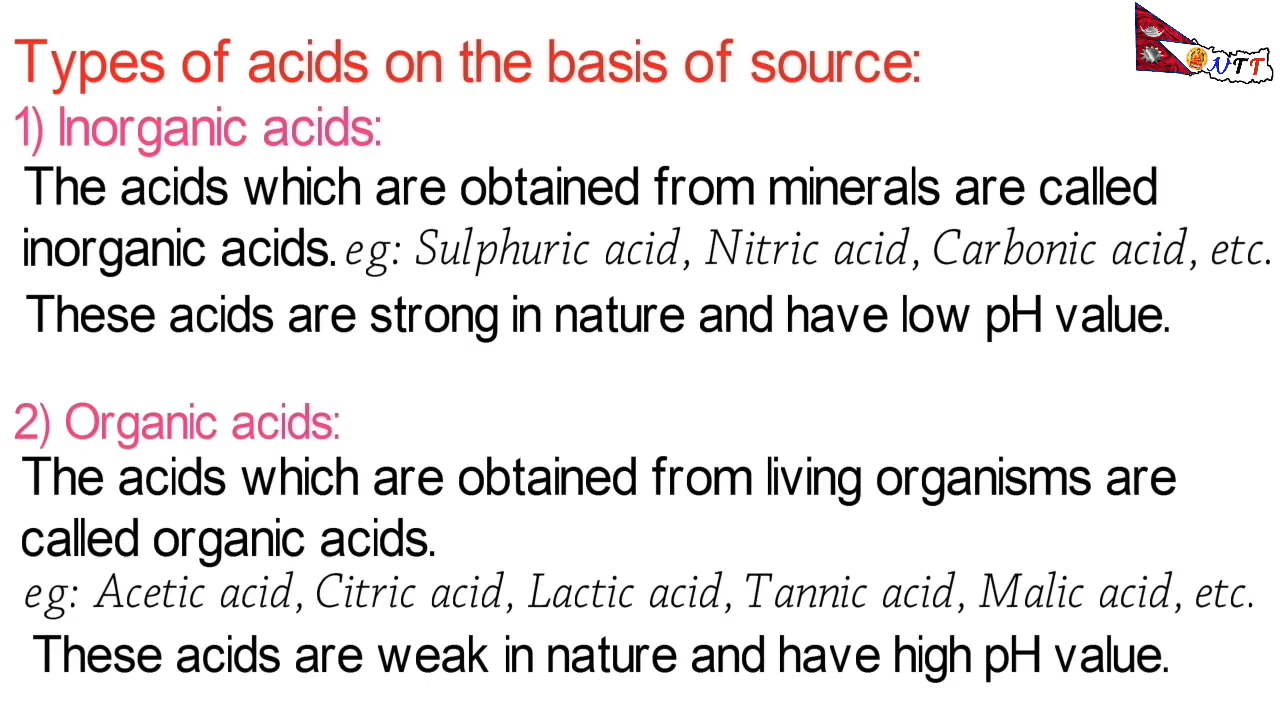 Types of acids on the basis of source:
NTT
1) Inorganic acids:
The acids which are obtained from minerals are called
inorganic acids. eg: Sulphuric acid, Nitric acid, Carbonic acid, etc.
These acids are strong in nature and have low pH value.
2) Organic acids:
The acids which are obtained from living organisms are
called organic acids.
eg: Acetic acid, Citric acid, Lactic acid, Tannic acid, Malic acid, etc.
These acids are weak in nature and have high pH value.